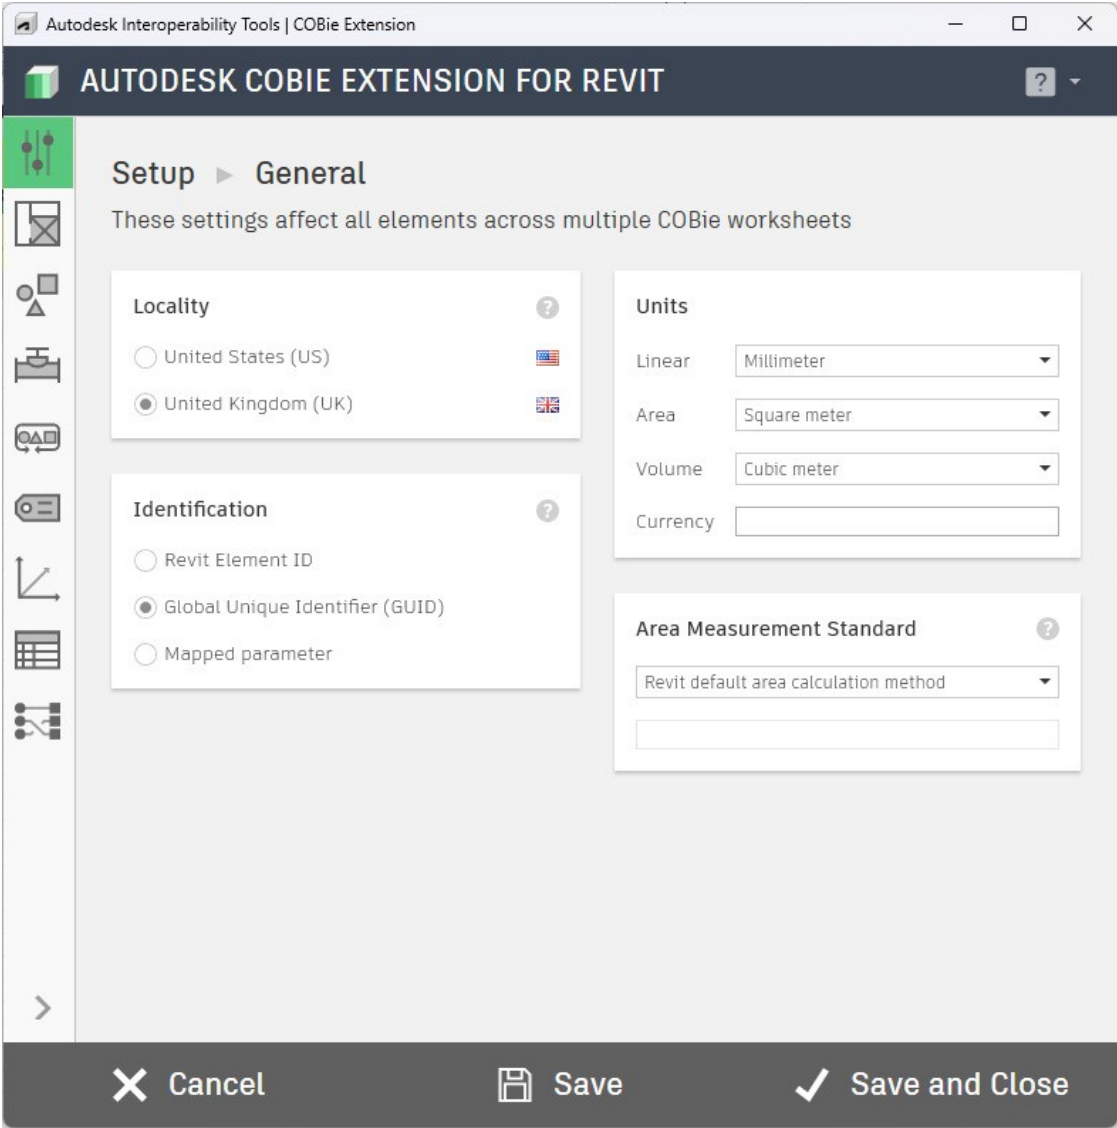 Autodesk Interoperability Tools | COBie Extension
AUTODESK COBIE EXTENSION FOR REVIT
?
Setup ▶ General
These settings affect all elements across multiple COBie worksheets
Locality
?
United States (US)
United Kingdom (UK)
Identification
?
Revit Element ID
Global Unique Identifier (GUID)
Mapped parameter
Units
Linear Millimeter
Area Square meter
Volume Cubic meter
Currency
Area Measurement Standard
?
Revit default area calculation method
Cancel
Save
Save and Close